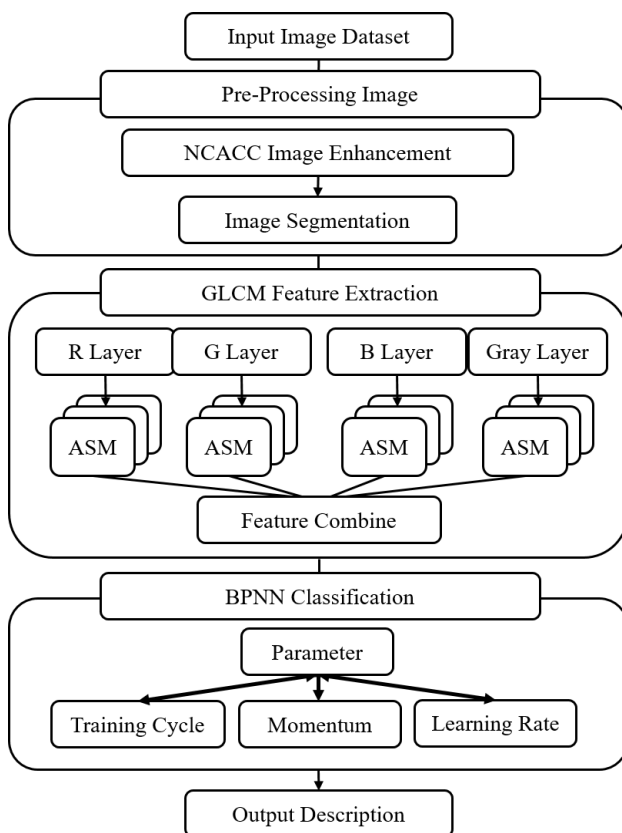 Input Image Dataset
Pre-Processing Image
NCACC Image Enhancement
Image Segmentation
GLCM Feature Extraction
R Layer
G Layer
B Layer
Gray Layer
ASM
ASM
ASM
ASM
Feature Combine
BPNN Classification
Parameter
Training Cycle
Momentum
Learning Rate
Output Description